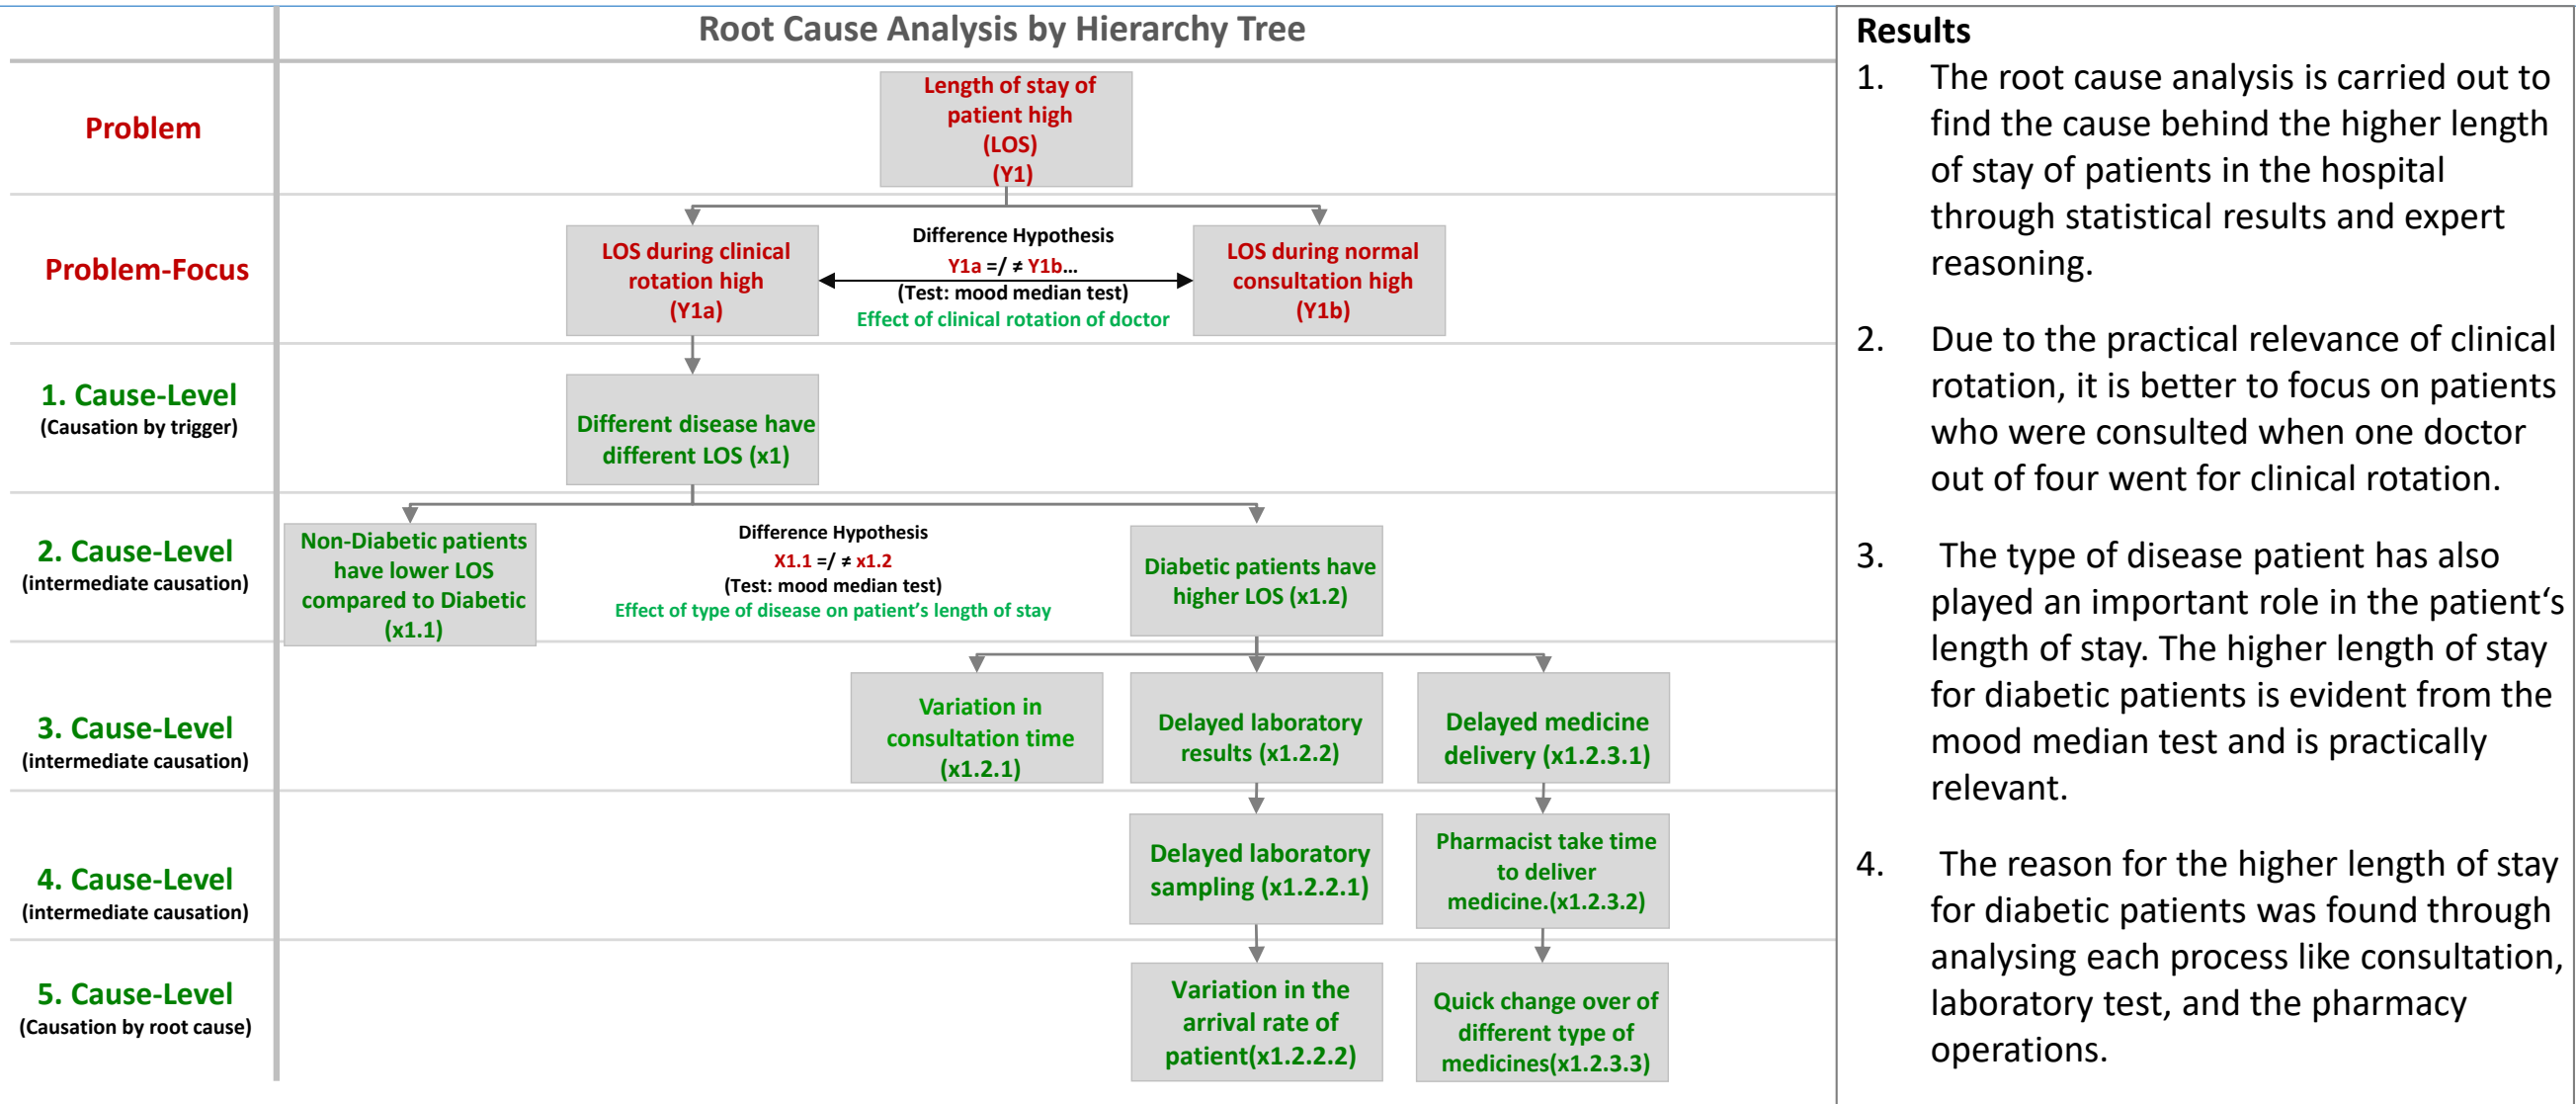 Root Cause Analysis by Hierarchy Tree
Problem
Length of stay of
patient high
(LOS)
(Y1)
Problem-Focus
LOS during clinical
rotation high
(Y1a)
Difference Hypothesis
Y1a =/ ≠ Y1b...
(Test: mood median test)
Effect of clinical rotation of doctor
LOS during normal
consultation high
(Y1b)
1. Cause-Level
(Causation by trigger)
Different disease have
different LOS (x1)
2. Cause-Level
(intermediate causation)
Non-Diabetic patients
have lower LOS
compared to Diabetic
(x1.1)
Difference Hypothesis
X1.1 =/ ≠ x1.2
(Test: mood median test)
Effect of type of disease on patient's length of stay
Diabetic patients have
higher LOS (x1.2)
3. Cause-Level
(intermediate causation)
Variation in
consultation time
(x1.2.1)
Delayed laboratory
results (x1.2.2)
Delayed medicine
delivery (x1.2.3.1)
4. Cause-Level
(intermediate causation)
Delayed laboratory
sampling (x1.2.2.1)
Pharmacist take time
to deliver
medicine.(x1.2.3.2)
5. Cause-Level
(Causation by root cause)
Variation in the
arrival rate of
patient(x1.2.2.2)
Quick change over of
different type of
medicines(x1.2.3.3)
Results
1. The root cause analysis is carried out to
find the cause behind the higher length
of stay of patients in the hospital
through statistical results and expert
reasoning.
2. Due to the practical relevance of clinical
rotation, it is better to focus on patients
who were consulted when one doctor
out of four went for clinical rotation.
3. The type of disease patient has also
played an important role in the patient‘s
length of stay. The higher length of stay
for diabetic patients is evident from the
mood median test and is practically
relevant.
4. The reason for the higher length of stay
for diabetic patients was found through
analysing each process like consultation,
laboratory test, and the pharmacy
operations.